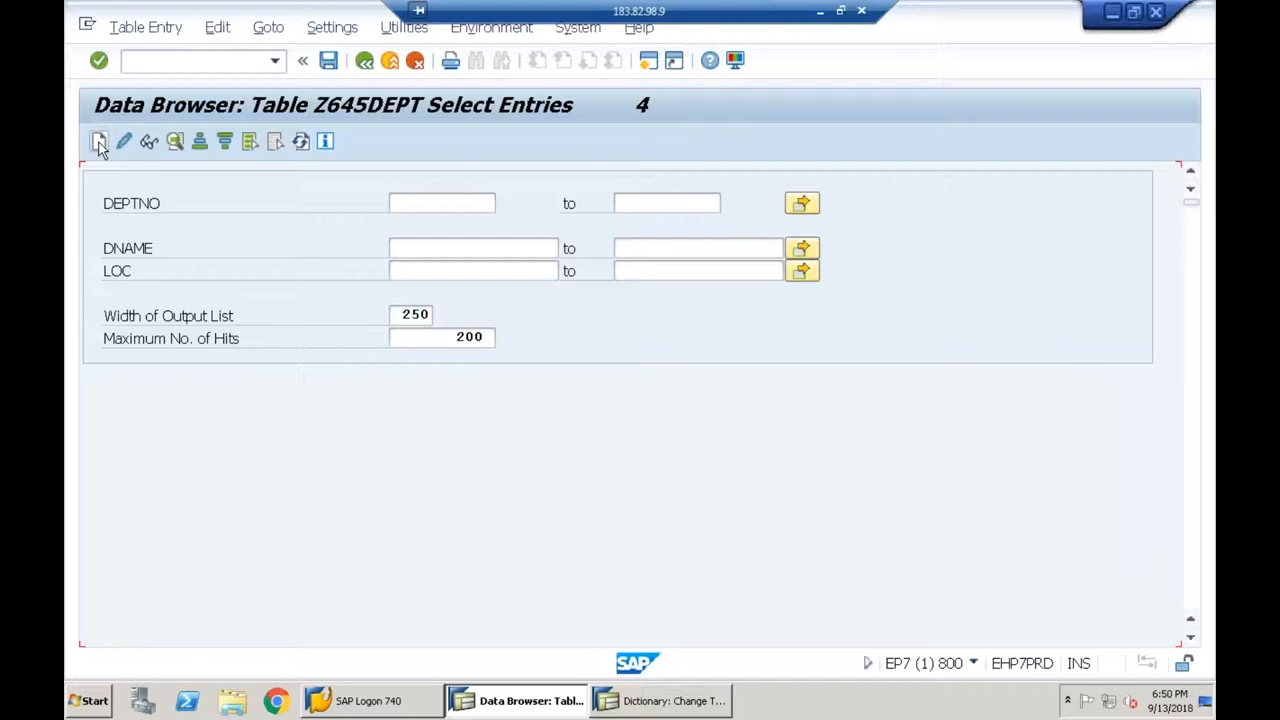 183.82.98.9
Table Entry Edit Goto Settings Utilities Environment System Help
Data Browser: Table Z645DEPT Select Entries 4
DEPTNO to
DNAME to
LOC to
Width of Output List 250
Maximum No. of Hits 200
SAP EP7 (1) 800 EHP7PRD INS
Start SAP Logon 740 Data Browser: Tabl... Dictionary: Change T... 6:50 PM
9/13/2018